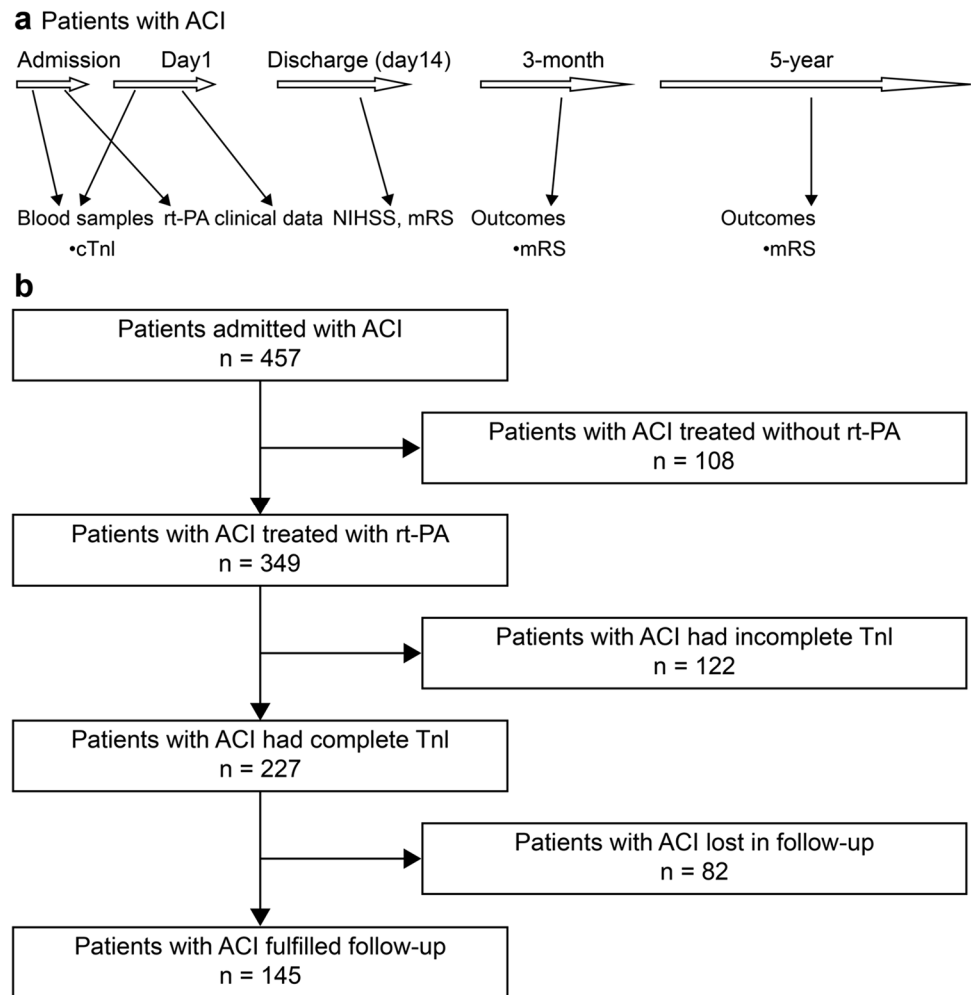 a Patients with ACI
Admission Day1 Discharge (day14) 3-month 5-year
Blood samples rt-PA clinical data NIHSS, mRS Outcomes Outcomes
•cTnI •mRS •mRS
b
Patients admitted with ACI
n = 457
Patients with ACI treated without rt-PA
n = 108
Patients with ACI treated with rt-PA
n = 349
Patients with ACI had incomplete TnI
n = 122
Patients with ACI had complete TnI
n = 227
Patients with ACI lost in follow-up
n = 82
Patients with ACI fulfilled follow-up
n = 145